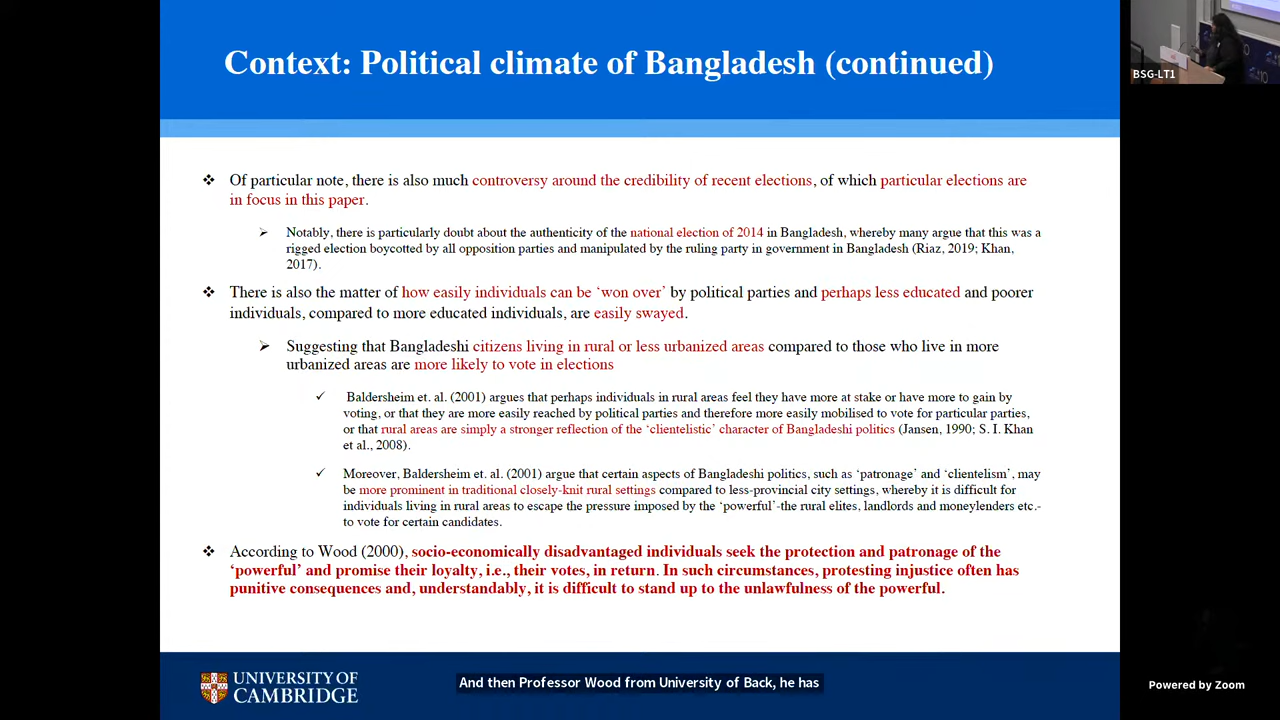 Context: Political climate of Bangladesh (continued)
BSG-LT1
❖ Of particular note, there is also much controversy around the credibility of recent elections, of which particular elections are
in focus in this paper.
➢ Notably, there is particularly doubt about the authenticity of the national election of 2014 in Bangladesh, whereby many argue that this was a
rigged election boycotted by all opposition parties and manipulated by the ruling party in government in Bangladesh (Riaz, 2019; Khan,
2017).
❖ There is also the matter of how easily individuals can be ‘won over’ by political parties and perhaps less educated and poorer
individuals, compared to more educated individuals, are easily swayed.
➢ Suggesting that Bangladeshi citizens living in rural or less urbanized areas compared to those who live in more
urbanized areas are more likely to vote in elections
✓ Baldersheim et. al. (2001) argues that perhaps individuals in rural areas feel they have more at stake or have more to gain by
voting, or that they are more easily reached by political parties and therefore more easily mobilised to vote for particular parties,
or that rural areas are simply a stronger reflection of the ‘clientelistic’ character of Bangladeshi politics (Jansen, 1990; S. I. Khan
et al., 2008).
✓ Moreover, Baldersheim et. al. (2001) argue that certain aspects of Bangladeshi politics, such as ‘patronage’ and ‘clientelism’, may
be more prominent in traditional closely-knit rural settings compared to less-provincial city settings, whereby it is difficult for
individuals living in rural areas to escape the pressure imposed by the ‘powerful’-the rural elites, landlords and moneylenders etc.-
to vote for certain candidates.
❖ According to Wood (2000), socio-economically disadvantaged individuals seek the protection and patronage of the
‘powerful’ and promise their loyalty, i.e., their votes, in return. In such circumstances, protesting injustice often has
punitive consequences and, understandably, it is difficult to stand up to the unlawfulness of the powerful.
UNIVERSITY OF
CAMBRIDGE
And then Professor Wood from University of Back, he has
Powered by Zoom